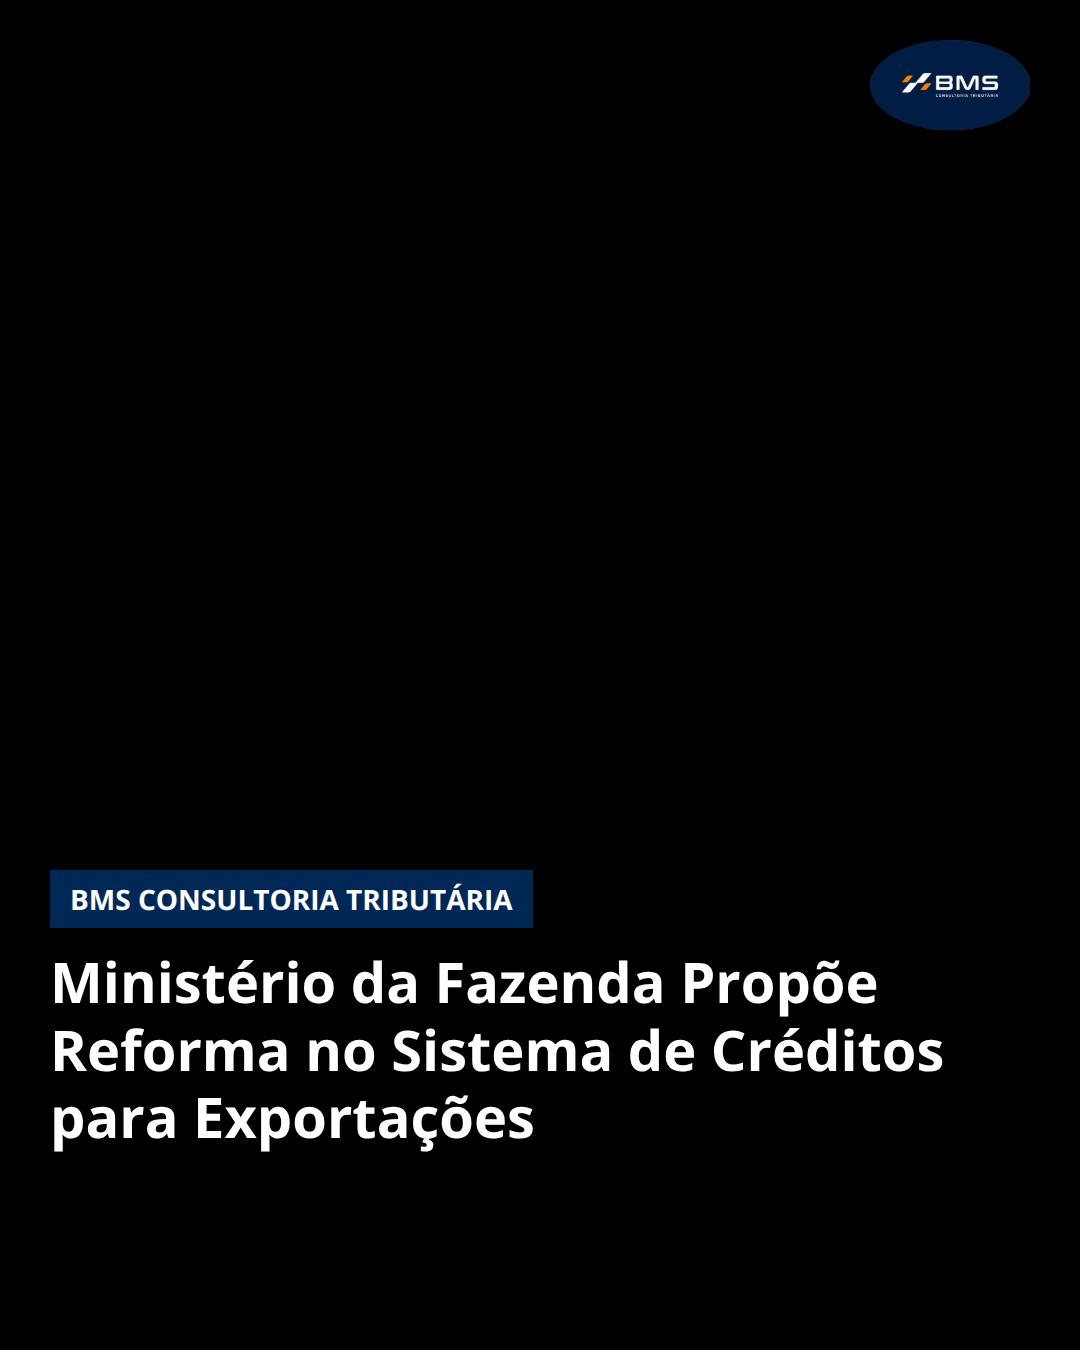 BMS
CONSULTORIA TRIBUTÁRIA
BMS CONSULTORIA TRIBUTÁRIA
Ministério da Fazenda Propõe
Reforma no Sistema de Créditos
para Exportações